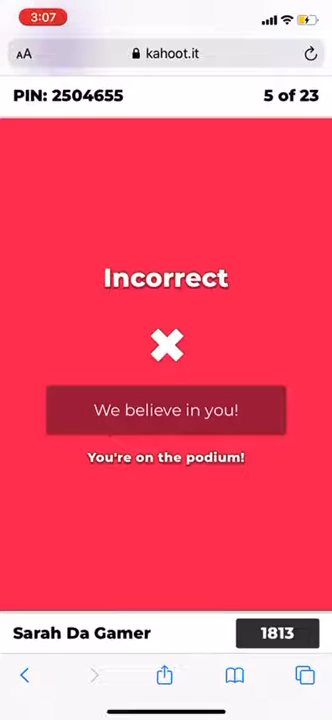 3:07
AA kahoot.it
PIN: 2504655 5 of 23
Incorrect
We believe in you!
You're on the podium!
Sarah Da Gamer 1813